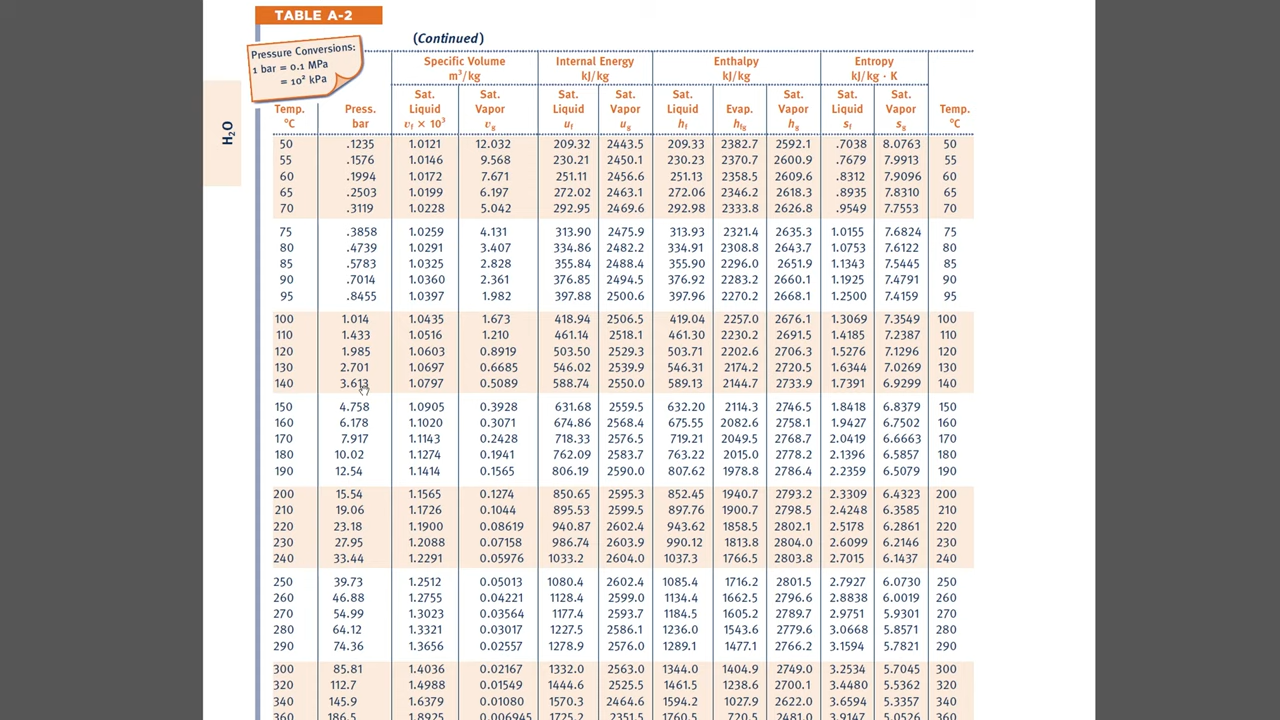 TABLE A-2
(Continued)
Pressure Conversions:
1 bar = 0.1 MPa
= 10² kPa
H₂O
Specific Volume Internal Energy Enthalpy Entropy
m³/kg kJ/kg kJ/kg kJ/kg · K
Sat. Sat. Sat. Sat. Sat. Sat. Sat. Sat.
Temp. Press. Liquid Vapor Liquid Vapor Liquid Evap. Vapor Liquid Vapor Temp.
°C bar vf × 10³ vg uf ug hf hfg hg sf sg °C
50 .1235 1.0121 12.032 209.32 2443.5 209.33 2382.7 2592.1 .7038 8.0763 50
55 .1576 1.0146 9.568 230.21 2450.1 230.23 2370.7 2600.9 .7679 7.9913 55
60 .1994 1.0172 7.671 251.11 2456.6 251.13 2358.5 2609.6 .8312 7.9096 60
65 .2503 1.0199 6.197 272.02 2463.1 272.06 2346.2 2618.3 .8935 7.8310 65
70 .3119 1.0228 5.042 292.95 2469.6 292.98 2333.8 2626.8 .9549 7.7553 70
75 .3858 1.0259 4.131 313.90 2475.9 313.93 2321.4 2635.3 1.0155 7.6824 75
80 .4739 1.0291 3.407 334.86 2482.2 334.91 2308.8 2643.7 1.0753 7.6122 80
85 .5783 1.0325 2.828 355.84 2488.4 355.90 2296.0 2651.9 1.1343 7.5445 85
90 .7014 1.0360 2.361 376.85 2494.5 376.92 2283.2 2660.1 1.1925 7.4791 90
95 .8455 1.0397 1.982 397.88 2500.6 397.96 2270.2 2668.1 1.2500 7.4159 95
100 1.014 1.0435 1.673 418.94 2506.5 419.04 2257.0 2676.1 1.3069 7.3549 100
110 1.433 1.0516 1.210 461.14 2518.1 461.30 2230.2 2691.5 1.4185 7.2387 110
120 1.985 1.0603 0.8919 503.50 2529.3 503.71 2202.6 2706.3 1.5276 7.1296 120
130 2.701 1.0697 0.6685 546.02 2539.9 546.31 2174.2 2720.5 1.6344 7.0269 130
140 3.613 1.0797 0.5089 588.74 2550.0 589.13 2144.7 2733.9 1.7391 6.9299 140
150 4.758 1.0905 0.3928 631.68 2559.5 632.20 2114.3 2746.5 1.8418 6.8379 150
160 6.178 1.1020 0.3071 674.86 2568.4 675.55 2082.6 2758.1 1.9427 6.7502 160
170 7.917 1.1143 0.2428 718.33 2576.5 719.21 2049.5 2768.7 2.0419 6.6663 170
180 10.02 1.1274 0.1941 762.09 2583.7 763.22 2015.0 2778.2 2.1396 6.5857 180
190 12.54 1.1414 0.1565 806.19 2590.0 807.62 1978.8 2786.4 2.2359 6.5079 190
200 15.54 1.1565 0.1274 850.65 2595.3 852.45 1940.7 2793.2 2.3309 6.4323 200
210 19.06 1.1726 0.1044 895.53 2599.5 897.76 1900.7 2798.5 2.4248 6.3585 210
220 23.18 1.1900 0.08619 940.87 2602.4 943.62 1858.5 2802.1 2.5178 6.2861 220
230 27.95 1.2088 0.07158 986.74 2603.9 990.12 1813.8 2804.0 2.6099 6.2146 230
240 33.44 1.2291 0.05976 1033.2 2604.0 1037.3 1766.5 2803.8 2.7015 6.1437 240
250 39.73 1.2512 0.05013 1080.4 2602.4 1085.4 1716.2 2801.5 2.7927 6.0730 250
260 46.88 1.2755 0.04221 1128.4 2599.0 1134.4 1662.5 2796.6 2.8838 6.0019 260
270 54.99 1.3023 0.03564 1177.4 2593.7 1184.5 1605.2 2789.7 2.9751 5.9301 270
280 64.12 1.3321 0.03017 1227.5 2586.1 1236.0 1543.6 2779.6 3.0668 5.8571 280
290 74.36 1.3656 0.02557 1278.9 2576.0 1289.1 1477.1 2766.2 3.1594 5.7821 290
300 85.81 1.4036 0.02167 1332.0 2563.0 1344.0 1404.9 2749.0 3.2534 5.7045 300
320 112.7 1.4988 0.01549 1444.6 2525.5 1461.5 1238.6 2700.1 3.4480 5.5362 320
340 145.9 1.6379 0.01080 1570.3 2464.6 1594.2 1027.9 2622.0 3.6594 5.3357 340
360 186.5 1.8925 0.006945 1725.2 2351.5 1760.5 720.5 2481.0 3.9147 5.0526 360